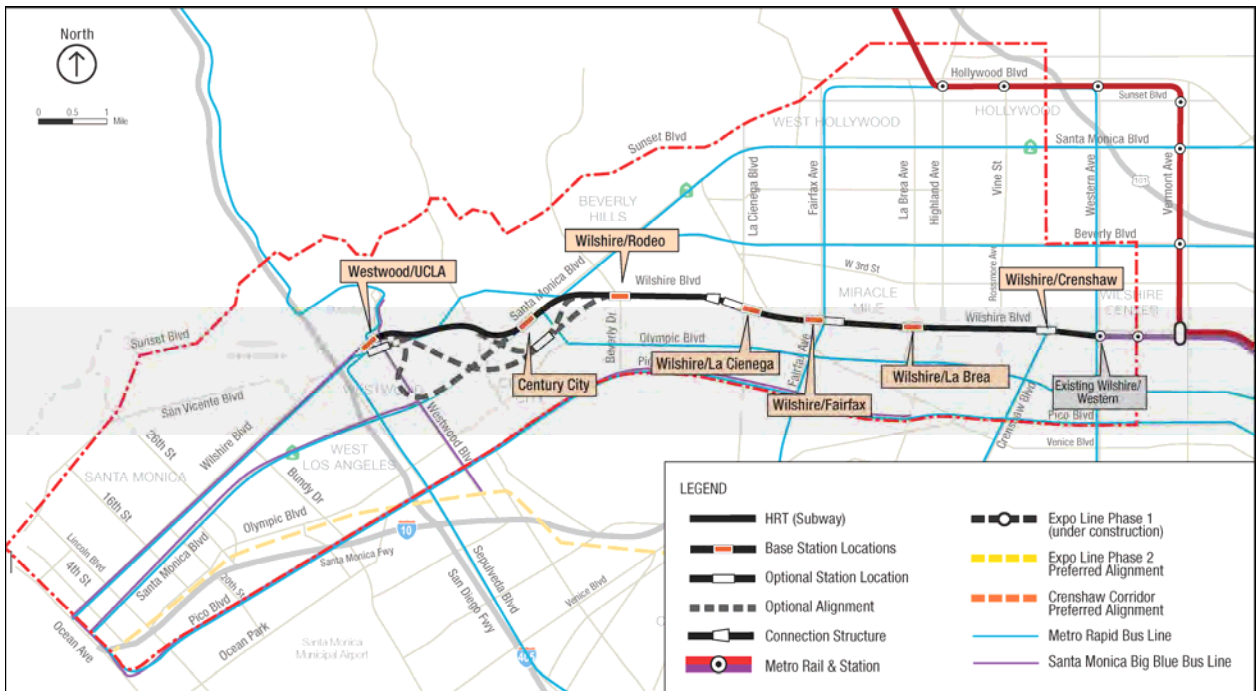 North
0 0.5 1
Mile
Hollywood Blvd
Sunset Blvd
HOLLYWOOD
WEST HOLLYWOOD
Santa Monica Blvd
2
Sunset Blvd
101
La Cienega Blvd
Fairfax Ave
La Brea Ave
Highland Ave
Vine St
Western Ave
Vermont Ave
BEVERLY
HILLS
Beverly Blvd
Wilshire/Rodeo
W 3rd St
Rossmore Ave
Westwood/UCLA
Santa Monica Blvd
Wilshire Blvd
Wilshire/Crenshaw
MIRACLE
MILE
WILSHIRE
CENTER
Wilshire Blvd
Sunset Blvd
Beverly Dr
Olympic Blvd
Fairfax Ave
Wilshire/La Cienega
Century City
Wilshire/La Brea
Existing Wilshire/
Western
Wilshire/Fairfax
WESTWOOD
San Vicente Blvd
Crenshaw Blvd
Pico Blvd
Venice Blvd
26th St
Wilshire Blvd
Westwood Blvd
WEST
LOS ANGELES
SANTA MONICA
Bundy Dr
16th St
Olympic Blvd
10
Lincoln Blvd
4th St
Santa Monica Blvd
20th St
Santa Monica Fwy
Sepulveda Blvd
San Diego Fwy
Venice Blvd
Pico Blvd
Ocean Park
Ocean Ave
Santa Monica
Municipal Airport
405
LEGEND
HRT (Subway)
Base Station Locations
Optional Station Location
Optional Alignment
Connection Structure
Metro Rail & Station
Expo Line Phase 1
(under construction)
Expo Line Phase 2
Preferred Alignment
Crenshaw Corridor
Preferred Alignment
Metro Rapid Bus Line
Santa Monica Big Blue Bus Line